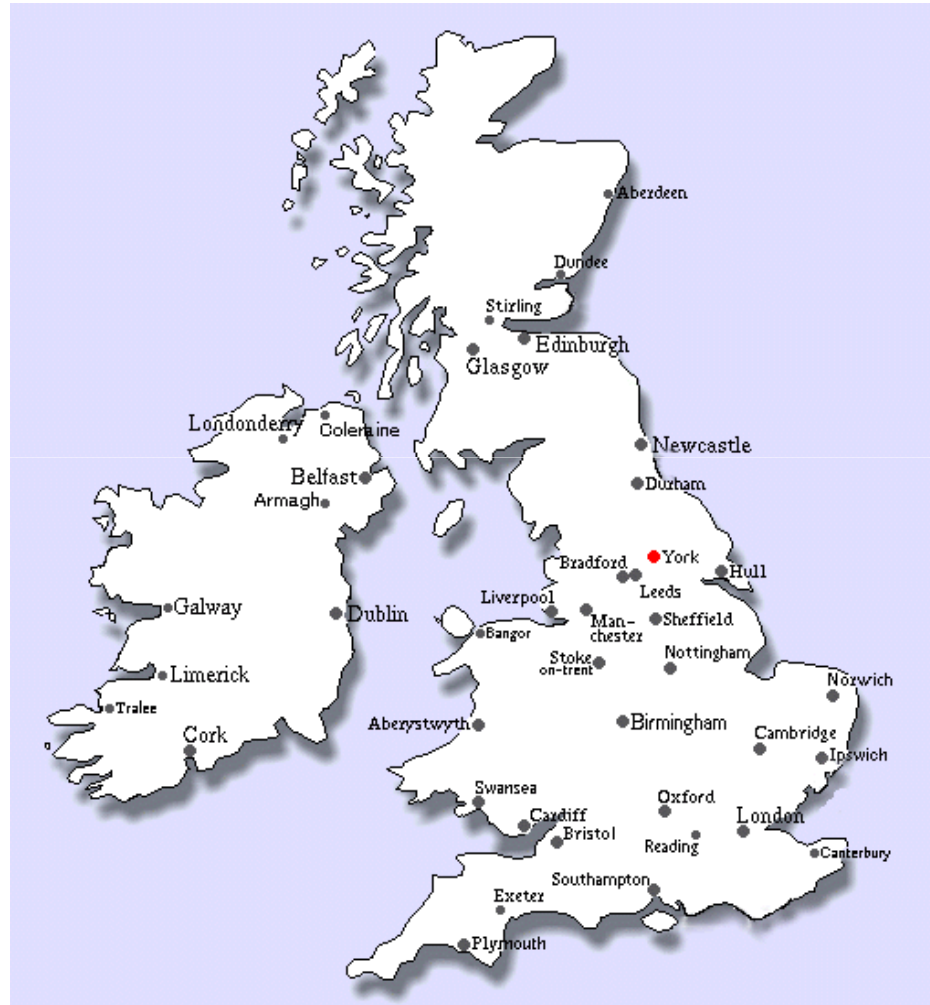 Aberdeen
Dundee
Stirling
Edinburgh
Glasgow
Londonderry
Coleraine
Newcastle
Belfast
Durham
Armagh
York
Bradford
Hull
Leeds
Liverpool
Galway
Dublin
Man-
chester
Sheffield
Bangor
Nottingham
Stoke
on-trent
Limerick
Norwich
Tralee
Aberystwyth
Birmingham
Cork
Cambridge
Ipswich
Swansea
Oxford
Cardiff
London
Bristol
Reading
Canterbury
Southampton
Exeter
Plymouth